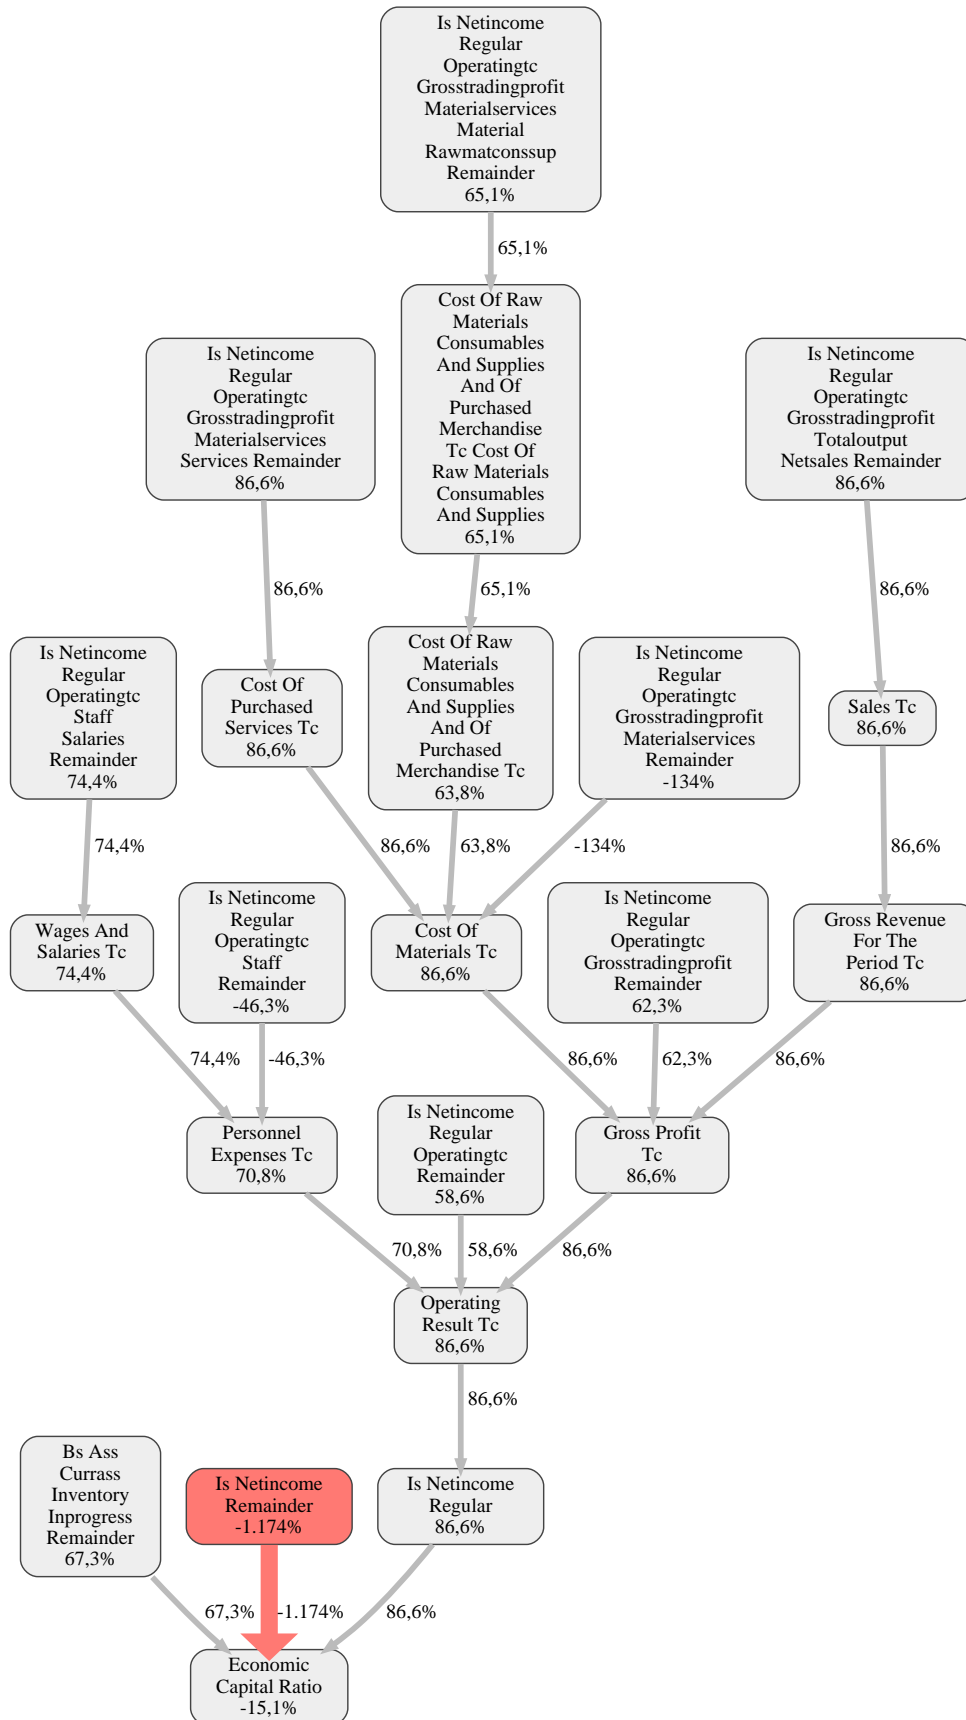 Is Netincome
Regular
Operatingtc
Grosstradingprofit
Materialservices
Material
Rawmatconssup
Remainder
65,1%
65,1%
Cost Of Raw
Materials
Consumables
And Supplies
And Of
Purchased
Merchandise
Tc Cost Of
Raw Materials
Consumables
And Supplies
65,1%
Is Netincome
Regular
Operatingtc
Grosstradingprofit
Materialservices
Services Remainder
86,6%
Is Netincome
Regular
Operatingtc
Grosstradingprofit
Totaloutput
Netsales Remainder
86,6%
86,6%
65,1%
86,6%
Is Netincome
Regular
Operatingtc
Staff
Salaries
Remainder
74,4%
Cost Of
Purchased
Services Tc
86,6%
Cost Of Raw
Materials
Consumables
And Supplies
And Of
Purchased
Merchandise Tc
63,8%
Is Netincome
Regular
Operatingtc
Grosstradingprofit
Materialservices
Remainder
-134%
Sales Tc
86,6%
74,4%
86,6%
63,8%
-134%
86,6%
Wages And
Salaries Tc
74,4%
Is Netincome
Regular
Operatingtc
Staff
Remainder
-46,3%
Cost Of
Materials Tc
86,6%
Is Netincome
Regular
Operatingtc
Grosstradingprofit
Remainder
62,3%
Gross Revenue
For The
Period Tc
86,6%
74,4%
-46,3%
86,6%
62,3%
86,6%
Personnel
Expenses Tc
70,8%
Is Netincome
Regular
Operatingtc
Remainder
58,6%
Gross Profit
Tc
86,6%
70,8%
58,6%
86,6%
Operating
Result Tc
86,6%
86,6%
Bs Ass
Currass
Inventory
Inprogress
Remainder
67,3%
Is Netincome
Remainder
-1.174%
Is Netincome
Regular
86,6%
67,3%
-1.174%
86,6%
Economic
Capital Ratio
-15,1%